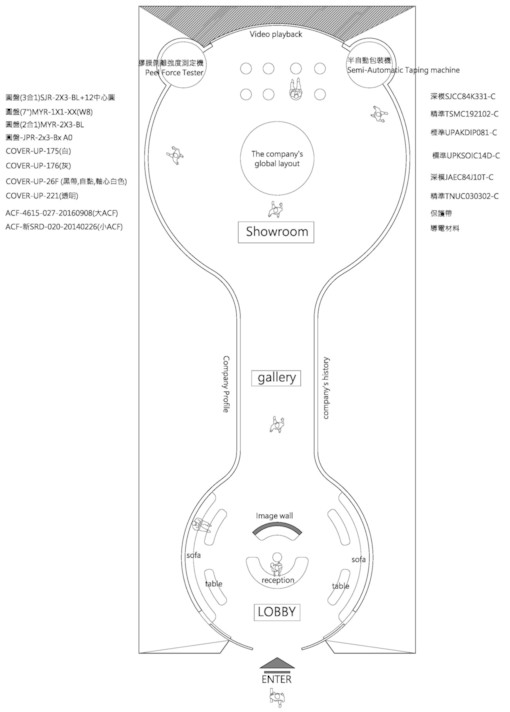 Video playback
膠膜剝離強度測定機
Peel Force Tester
半自動包裝機
Semi-Automatic Taping machine
圓盤(3合1)SJR-2X3-BL+12中心圓
圓盤(7")MYR-1X1-XX(W8)
圓盤(2合1)MYR-2X3-BL
圓盤-JPR-2x3-Bx A0
COVER-UP-175(白)
COVER-UP-176(灰)
COVER-UP-26F (黑帶,自黏,軸心白色)
COVER-UP-221(透明)
ACF-4615-027-20160908(大ACF)
ACF-新SRD-020-20140226(小ACF)
深模SJCC84K331-C
精準TSMC192102-C
標準UPAKDIP081-C
標準UPKSOIC14D-C
深模JAEC84J10T-C
精準TNUC030302-C
保護帶
導電材料
The company's
global layout
Showroom
Company Profile
gallery
company's history
Image wall
sofa
sofa
reception
table
table
LOBBY
ENTER